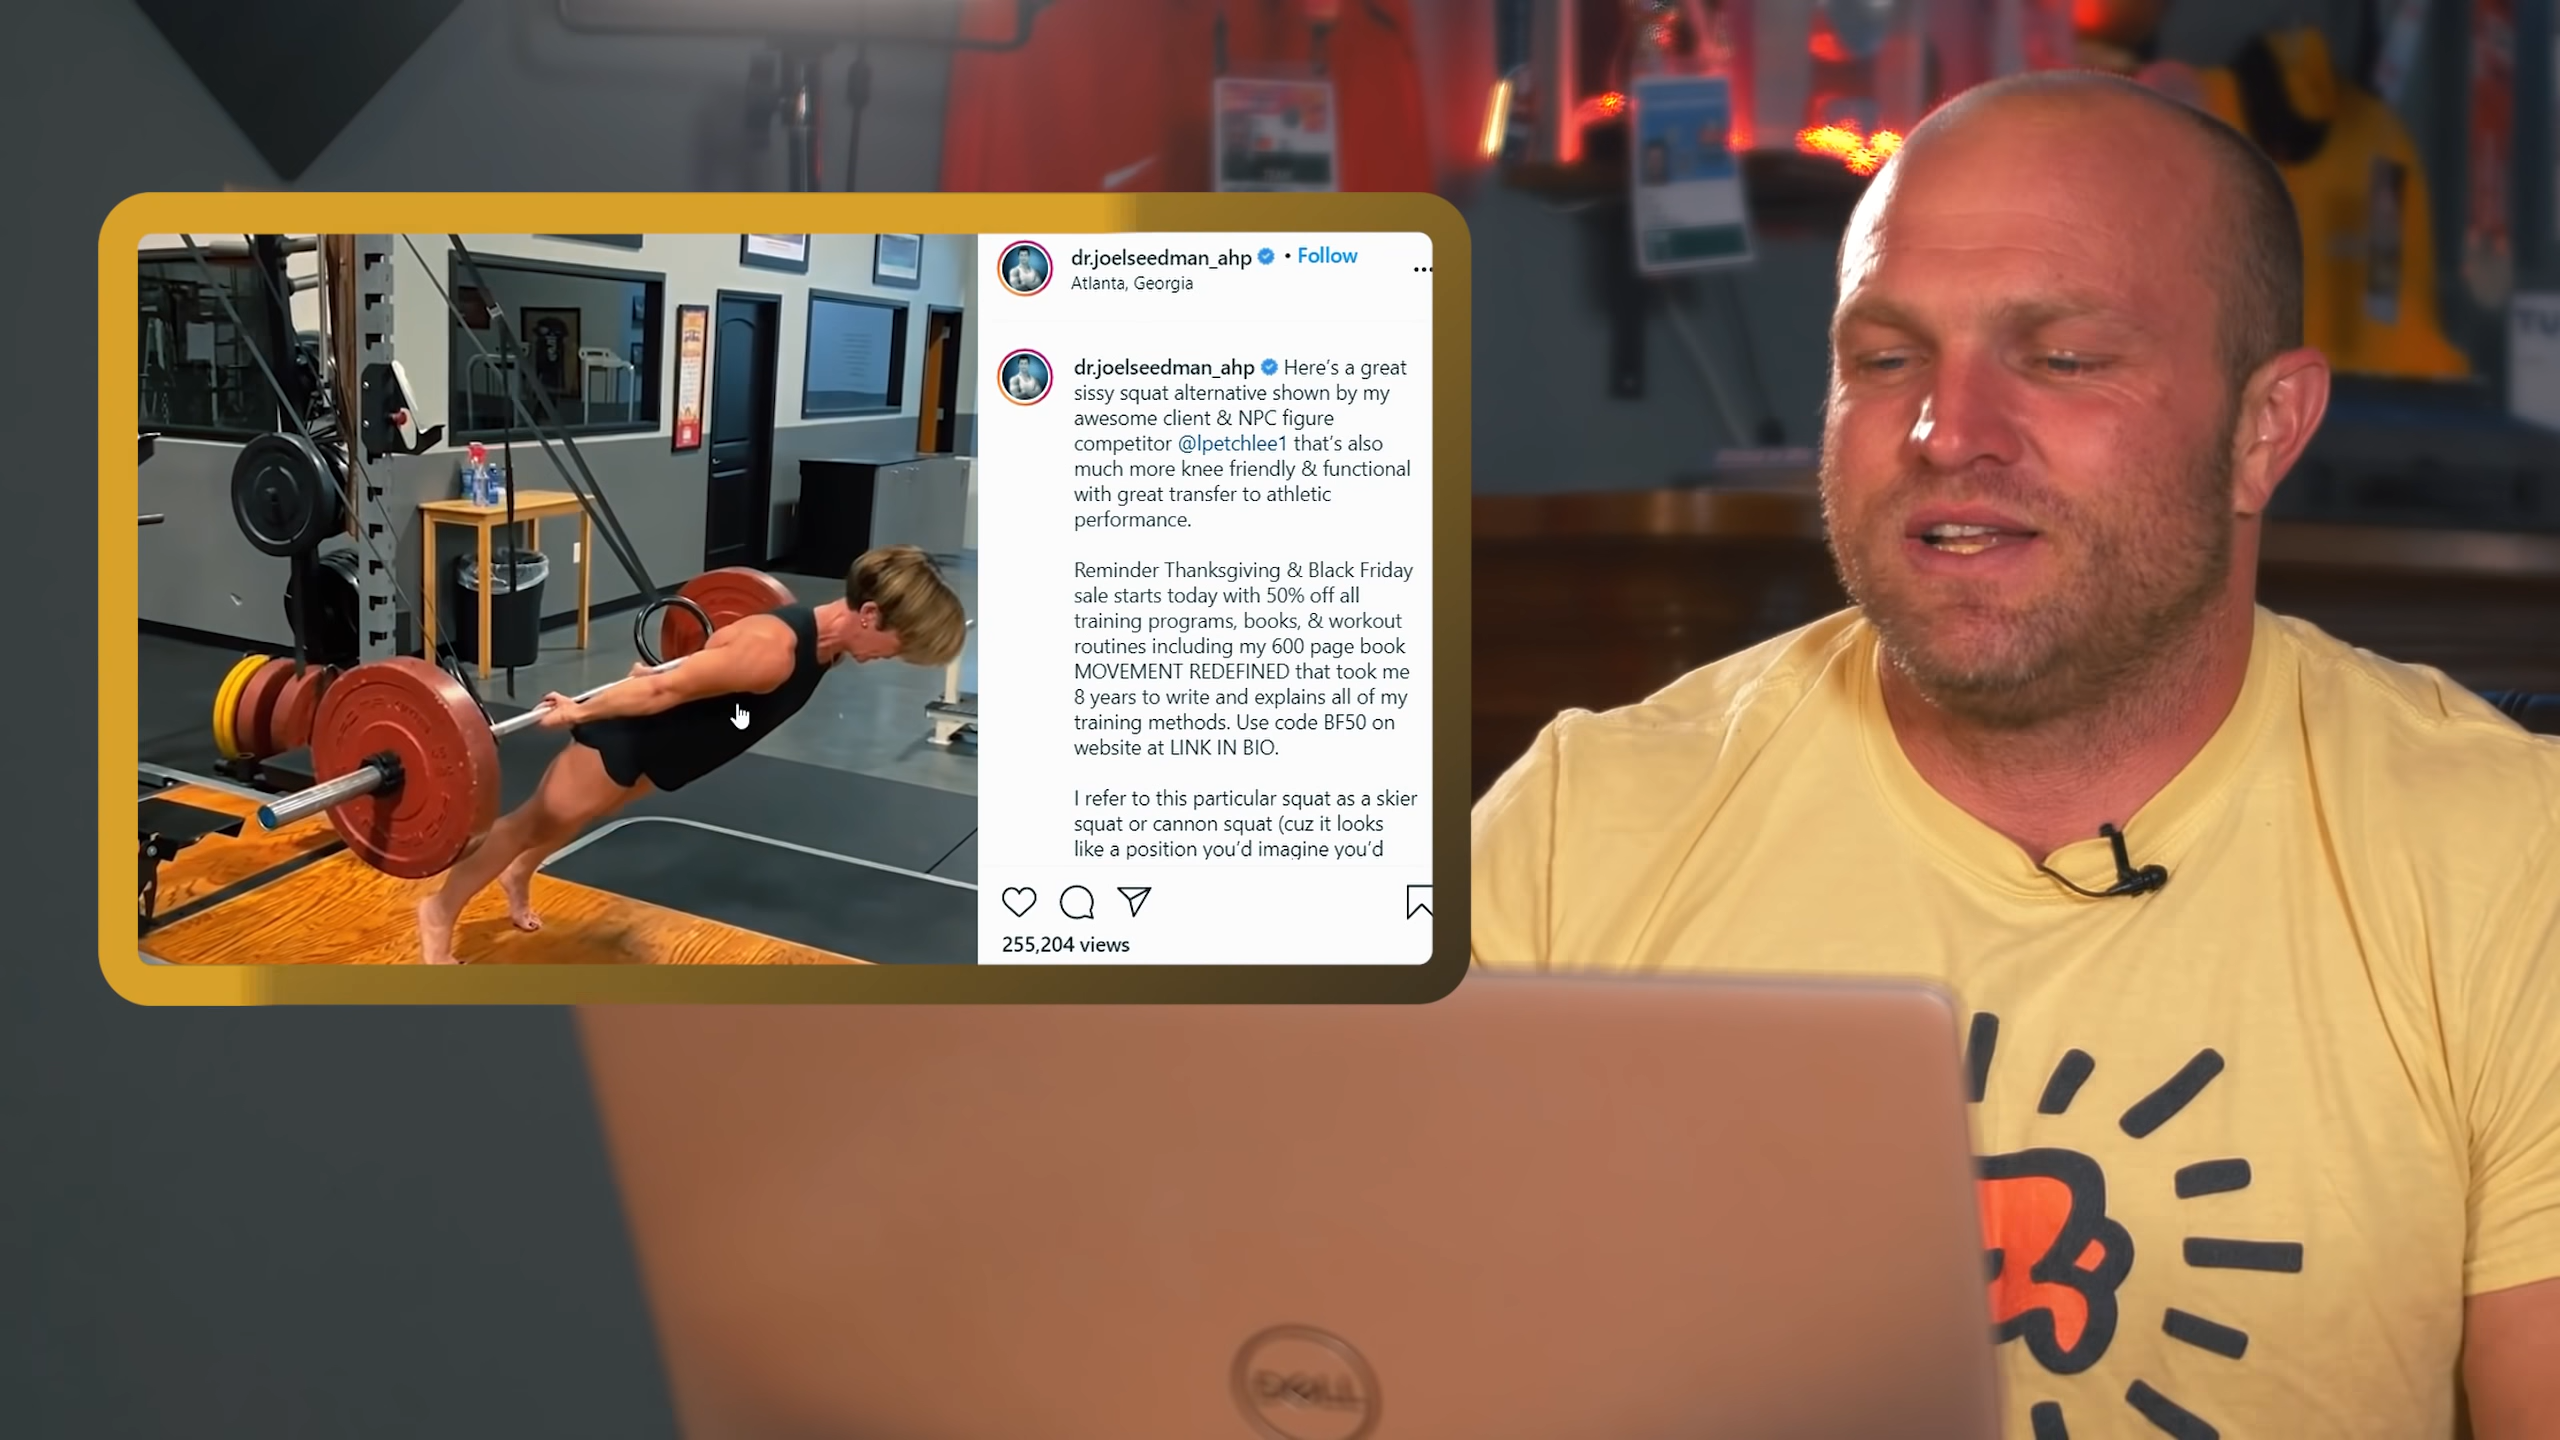 dr.joelseedman_ahp • Follow
Atlanta, Georgia
dr.joelseedman_ahp Here's a great
sissy squat alternative shown by my
awesome client & NPC figure
competitor @lpetchlee1 that's also
much more knee friendly & functional
with great transfer to athletic
performance.
Reminder Thanksgiving & Black Friday
sale starts today with 50% off all
training programs, books, & workout
routines including my 600 page book
MOVEMENT REDEFINED that took me
8 years to write and explains all of my
training methods. Use code BF50 on
website at LINK IN BIO.
I refer to this particular squat as a skier
squat or cannon squat (cuz it looks
like a position you'd imagine you'd
255,204 views
DELL